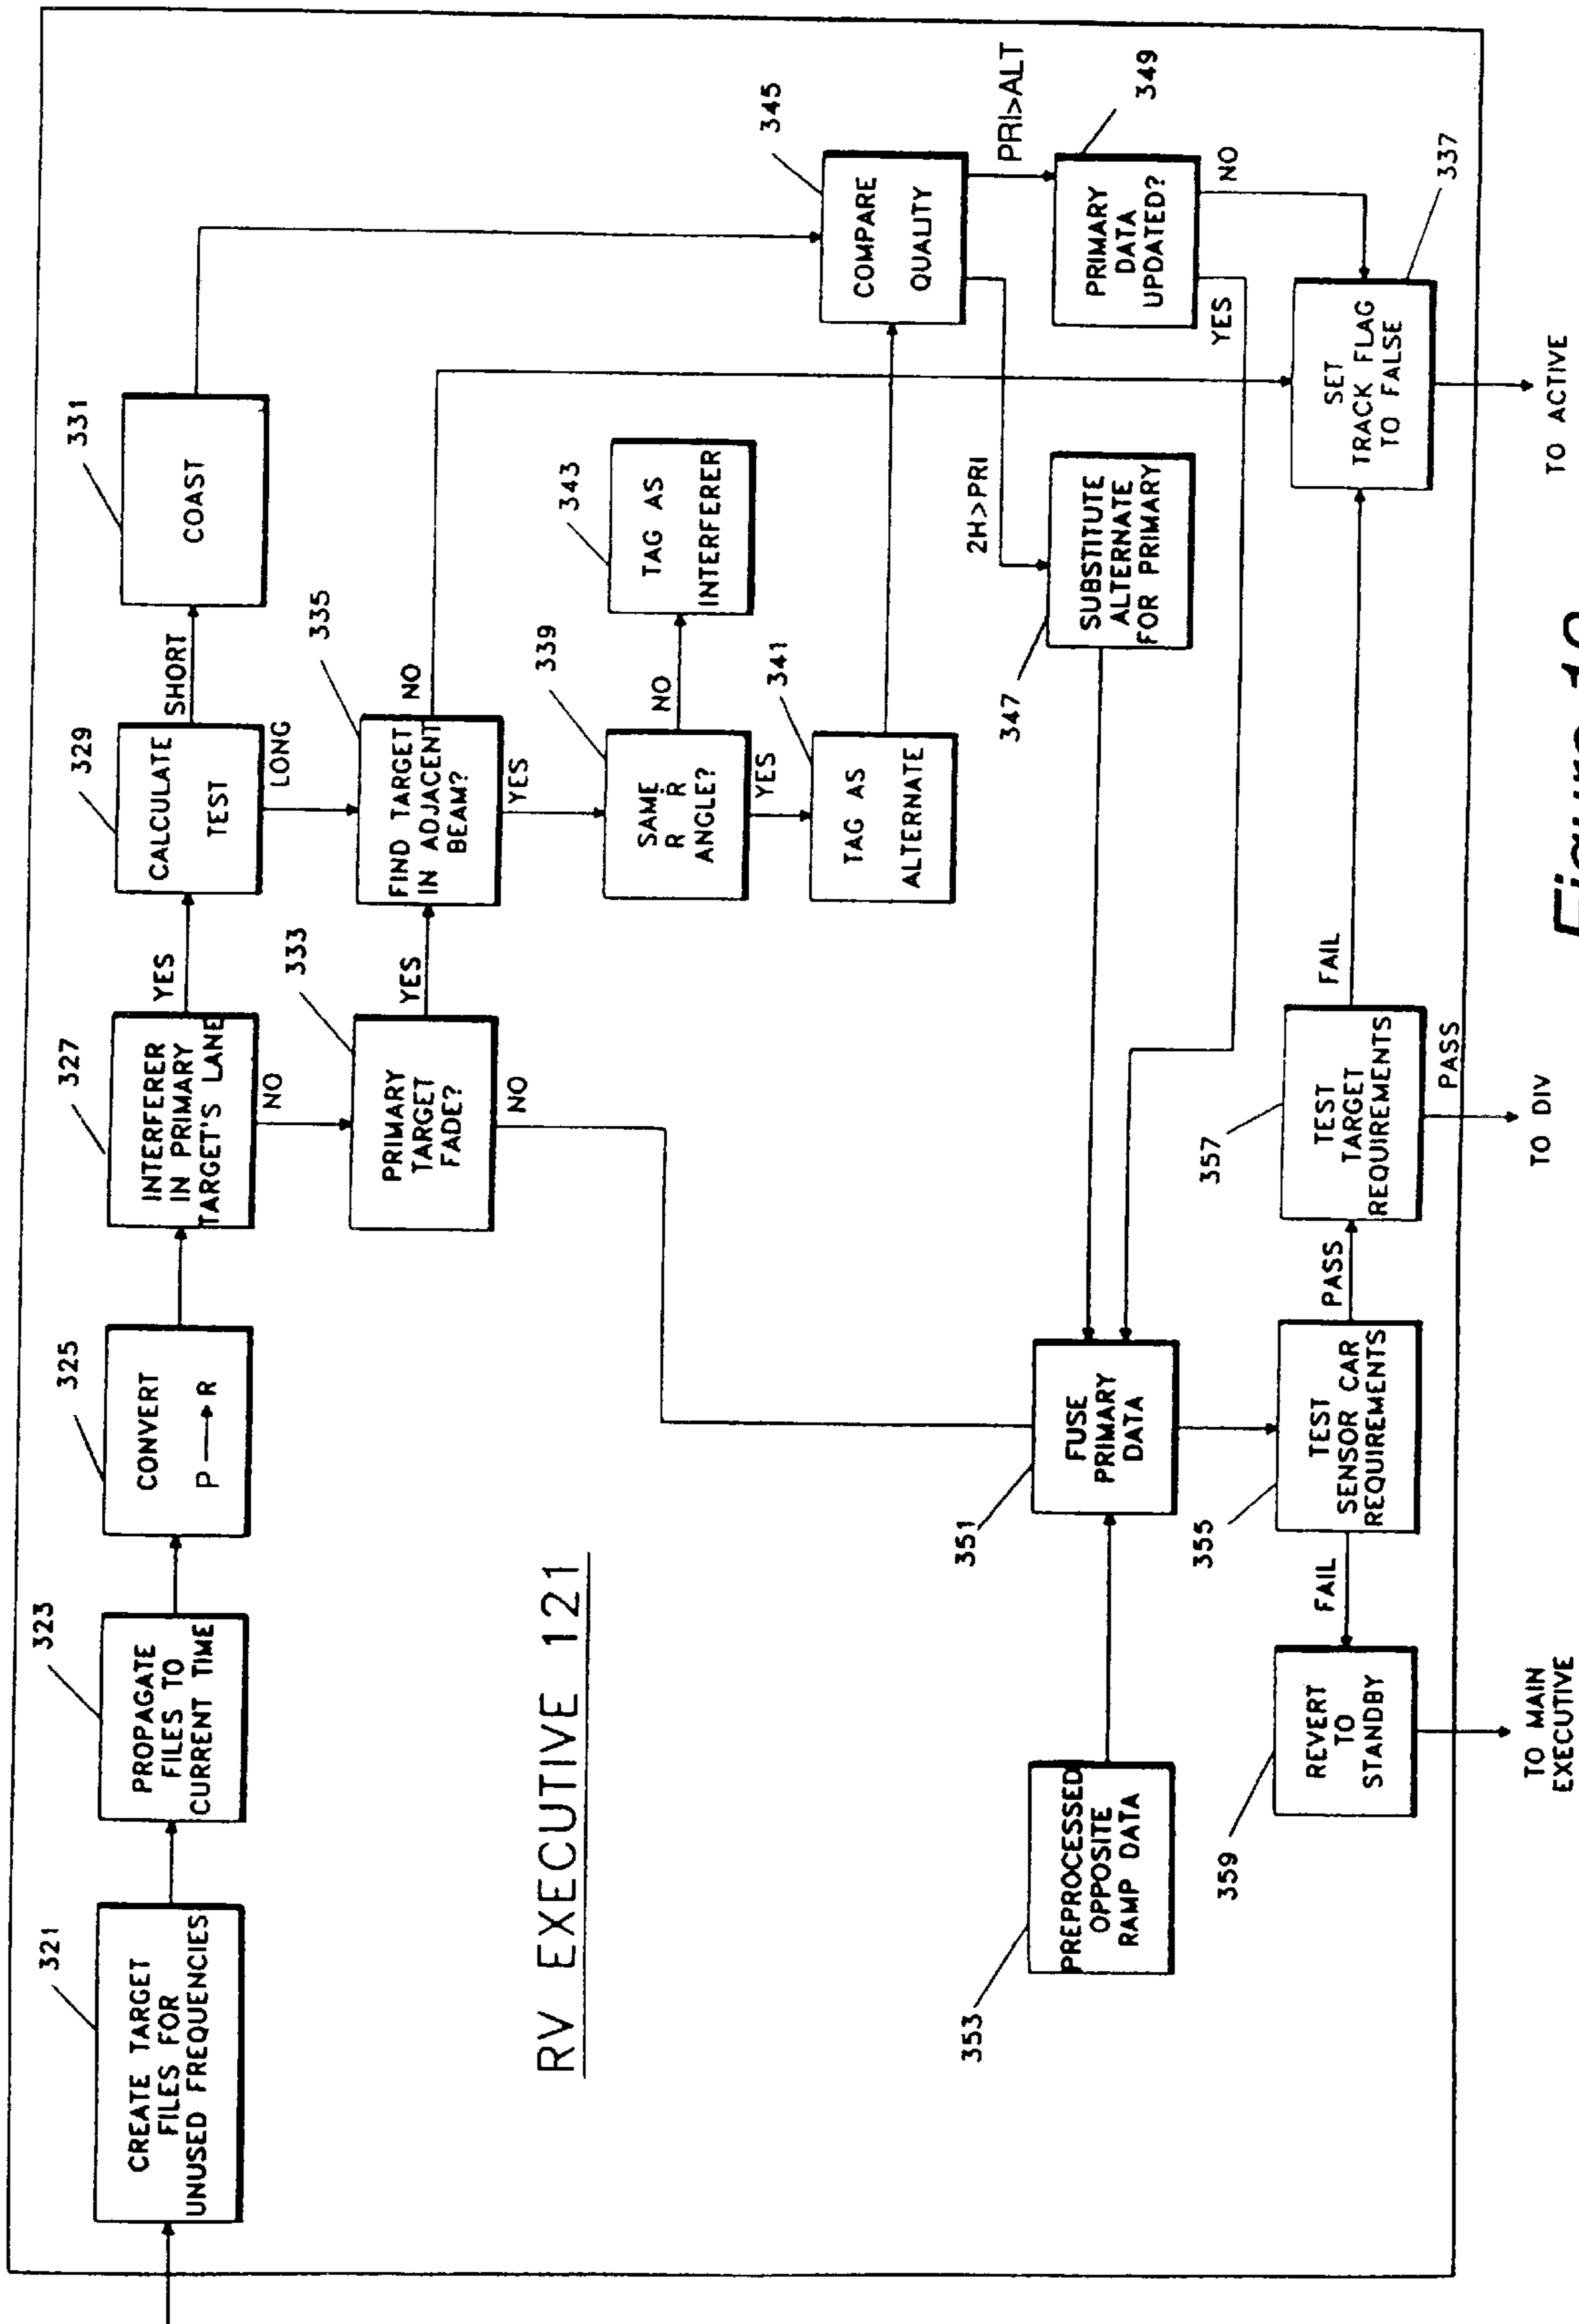 321
CREATE TARGET
FILES FOR
UNUSED FREQUENCIES
323
PROPAGATE
FILES TO
CURRENT TIME
325
CONVERT
P → R
327
INTERFERER
IN PRIMARY
TARGET'S LANE
YES
NO
329
CALCULATE
TEST
SHORT
LONG
331
COAST
333
PRIMARY
TARGET
FADE?
YES
NO
335
FIND TARGET
IN ADJACENT
BEAM?
NO
YES
339
SAME
R Ṙ
ANGLE?
NO
YES
343
TAG AS
INTERFERER
341
TAG AS
ALTERNATE
345
COMPARE
QUALITY
PRI>ALT
2H>PRI
349
PRIMARY
DATA
UPDATED?
NO
YES
347
SUBSTITUTE
ALTERNATE
FOR PRIMARY
RV EXECUTIVE 121
353
PREPROCESSED
OPPOSITE
RAMP DATA
351
FUSE
PRIMARY
DATA
355
TEST
SENSOR CAR
REQUIREMENTS
FAIL
PASS
359
REVERT
TO
STANDBY
TO MAIN
EXECUTIVE
357
TEST
TARGET
REQUIREMENTS
FAIL
PASS
TO DIV
337
SET
TRACK FLAG
TO FALSE
TO ACTIVE
Figure